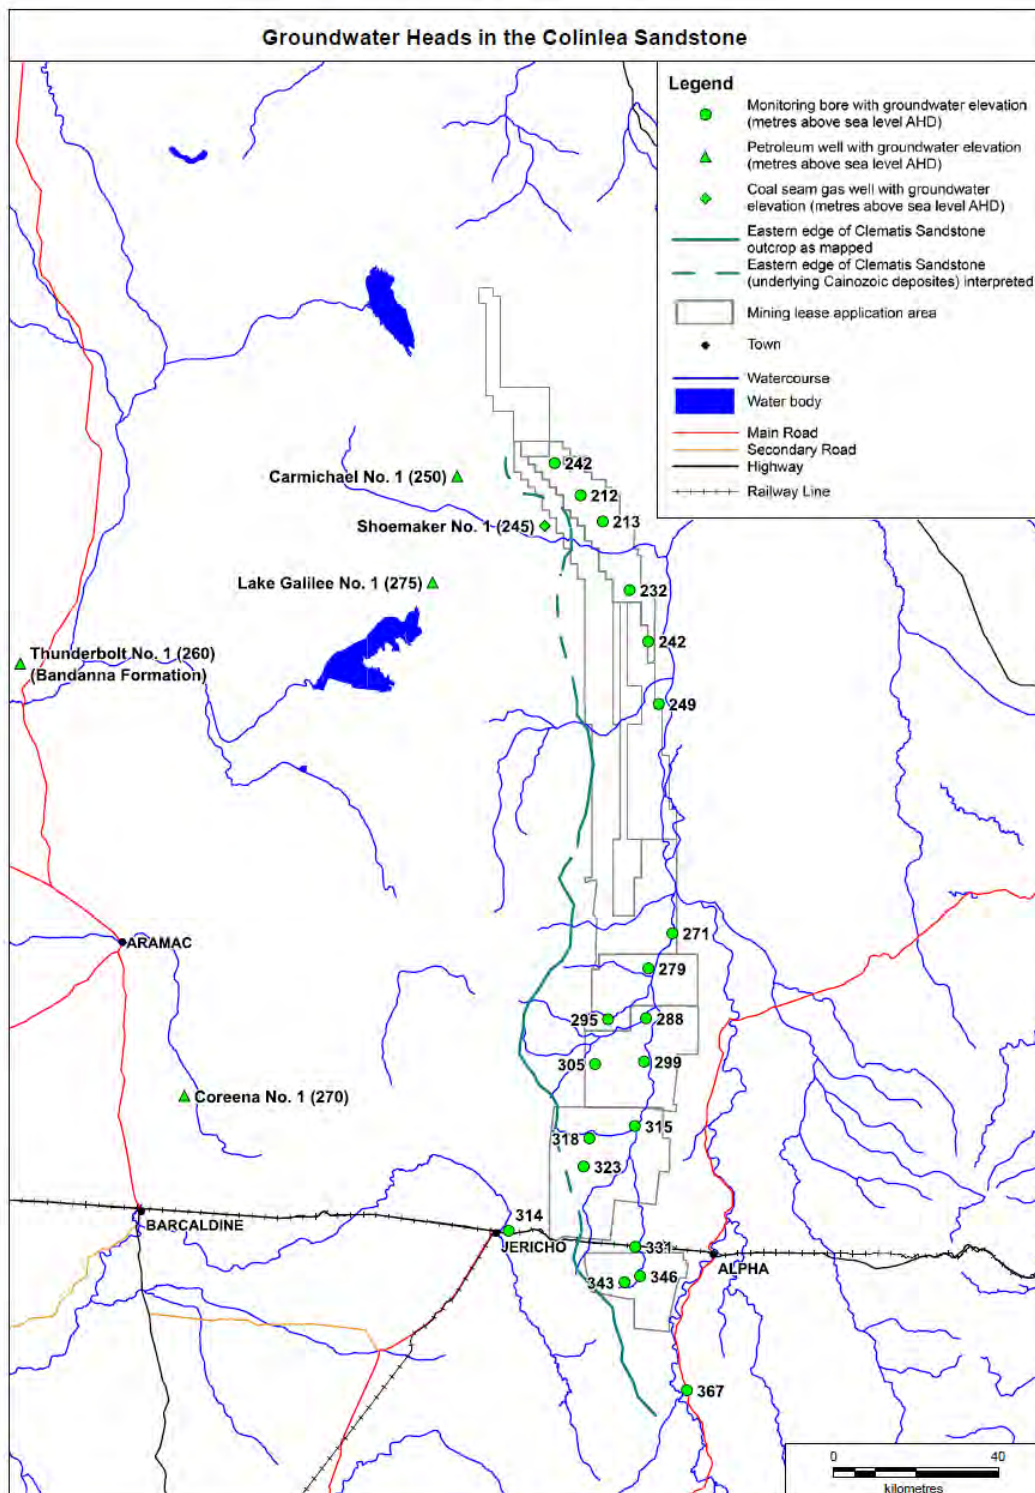 Groundwater Heads in the Colinlea Sandstone
Legend
Monitoring bore with groundwater elevation
(metres above sea level AHD)
Petroleum well with groundwater elevation
(metres above sea level AHD)
Coal seam gas well with groundwater
elevation (metres above sea level AHD)
Eastern edge of Clematis Sandstone
outcrop as mapped
Eastern edge of Clematis Sandstone
(underlying Cainozoic deposites) interpreted
Mining lease application area
Town
Watercourse
Water body
Main Road
Secondary Road
Highway
Railway Line
242
Carmichael No. 1 (250)
212
213
Shoemaker No. 1 (245)
Lake Galilee No. 1 (275)
232
242
Thunderbolt No. 1 (260)
(Bandanna Formation)
249
271
ARAMAC
279
295
288
305
299
Coreena No. 1 (270)
315
318
323
314
BARCALDINE
JERICHO
331
ALPHA
343
346
367
0 40
kilometres